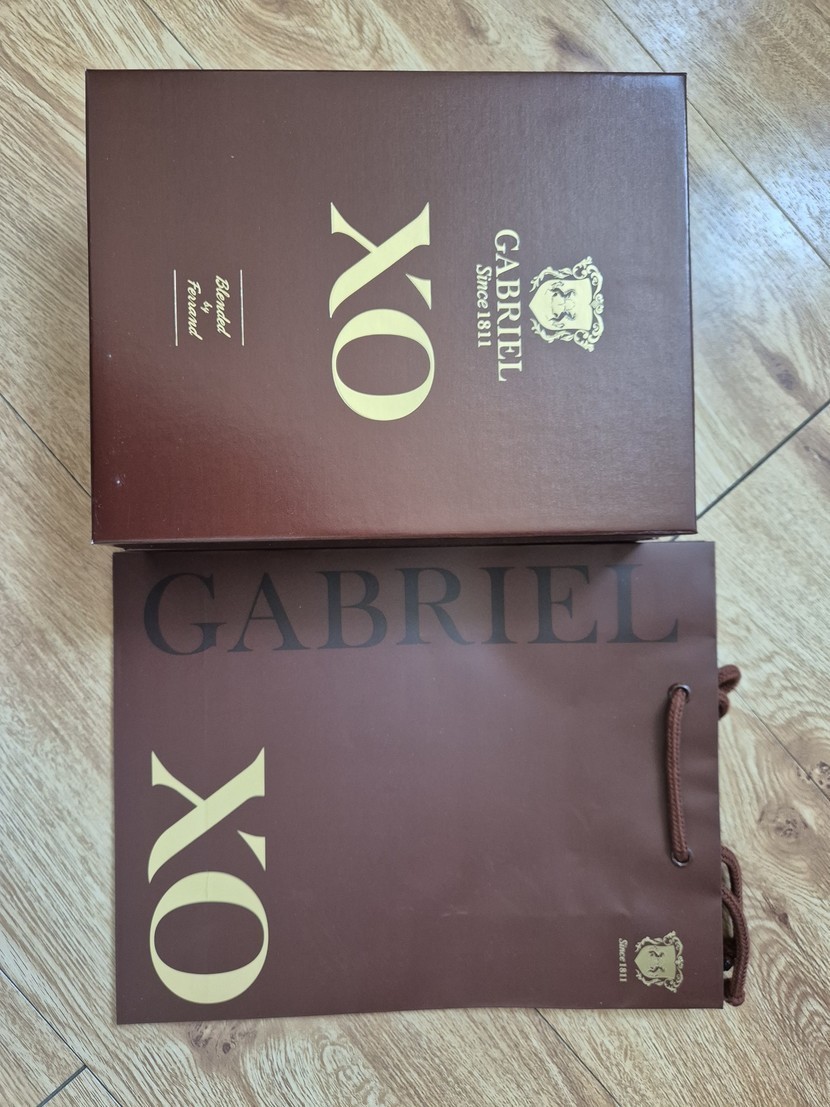 GABRIEL
Since 1811
XO
Blended
by
Ferrand
GABRIEL
Since 1811
XO